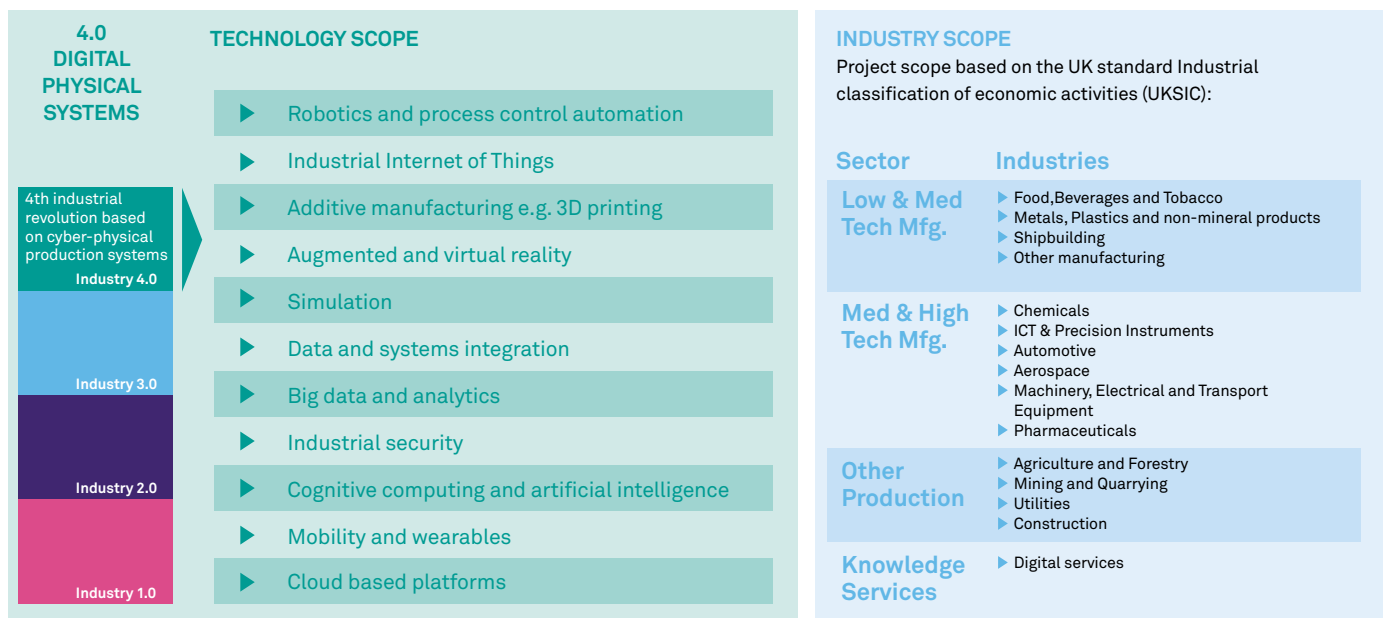 4.0
DIGITAL
PHYSICAL
SYSTEMS
4th industrial
revolution based
on cyber-physical
production systems
Industry 4.0
Industry 3.0
Industry 2.0
Industry 1.0
TECHNOLOGY SCOPE
Robotics and process control automation
Industrial Internet of Things
Additive manufacturing e.g. 3D printing
Augmented and virtual reality
Simulation
Data and systems integration
Big data and analytics
Industrial security
Cognitive computing and artificial intelligence
Mobility and wearables
Cloud based platforms
INDUSTRY SCOPE
Project scope based on the UK standard Industrial
classification of economic activities (UKSIC):
Sector
Industries
Low & Med
Tech Mfg.
Food,Beverages and Tobacco
Metals, Plastics and non-mineral products
Shipbuilding
Other manufacturing
Med & High
Tech Mfg.
Chemicals
ICT & Precision Instruments
Automotive
Aerospace
Machinery, Electrical and Transport
Equipment
Pharmaceuticals
Other
Production
Agriculture and Forestry
Mining and Quarrying
Utilities
Construction
Knowledge
Services
Digital services